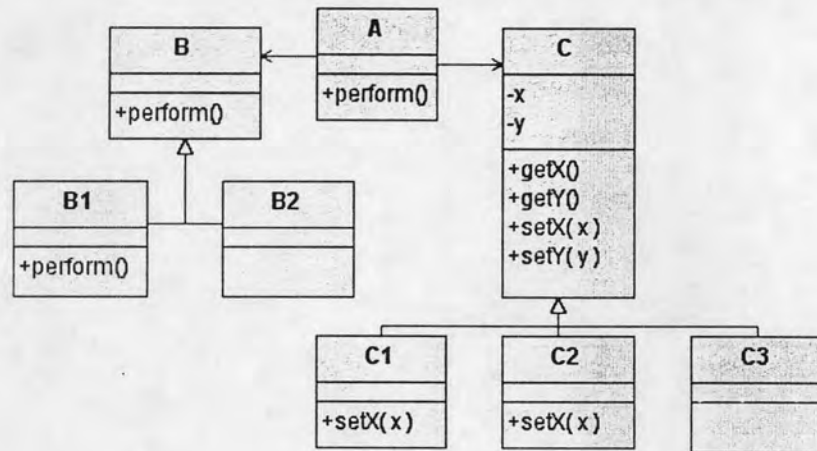 B
+perform()
A
+perform()
C
-x
-y
+getX()
+getY()
+setX(x)
+setY(y)
B1
+perform()
B2
C1
+setX(x)
C2
+setX(x)
C3